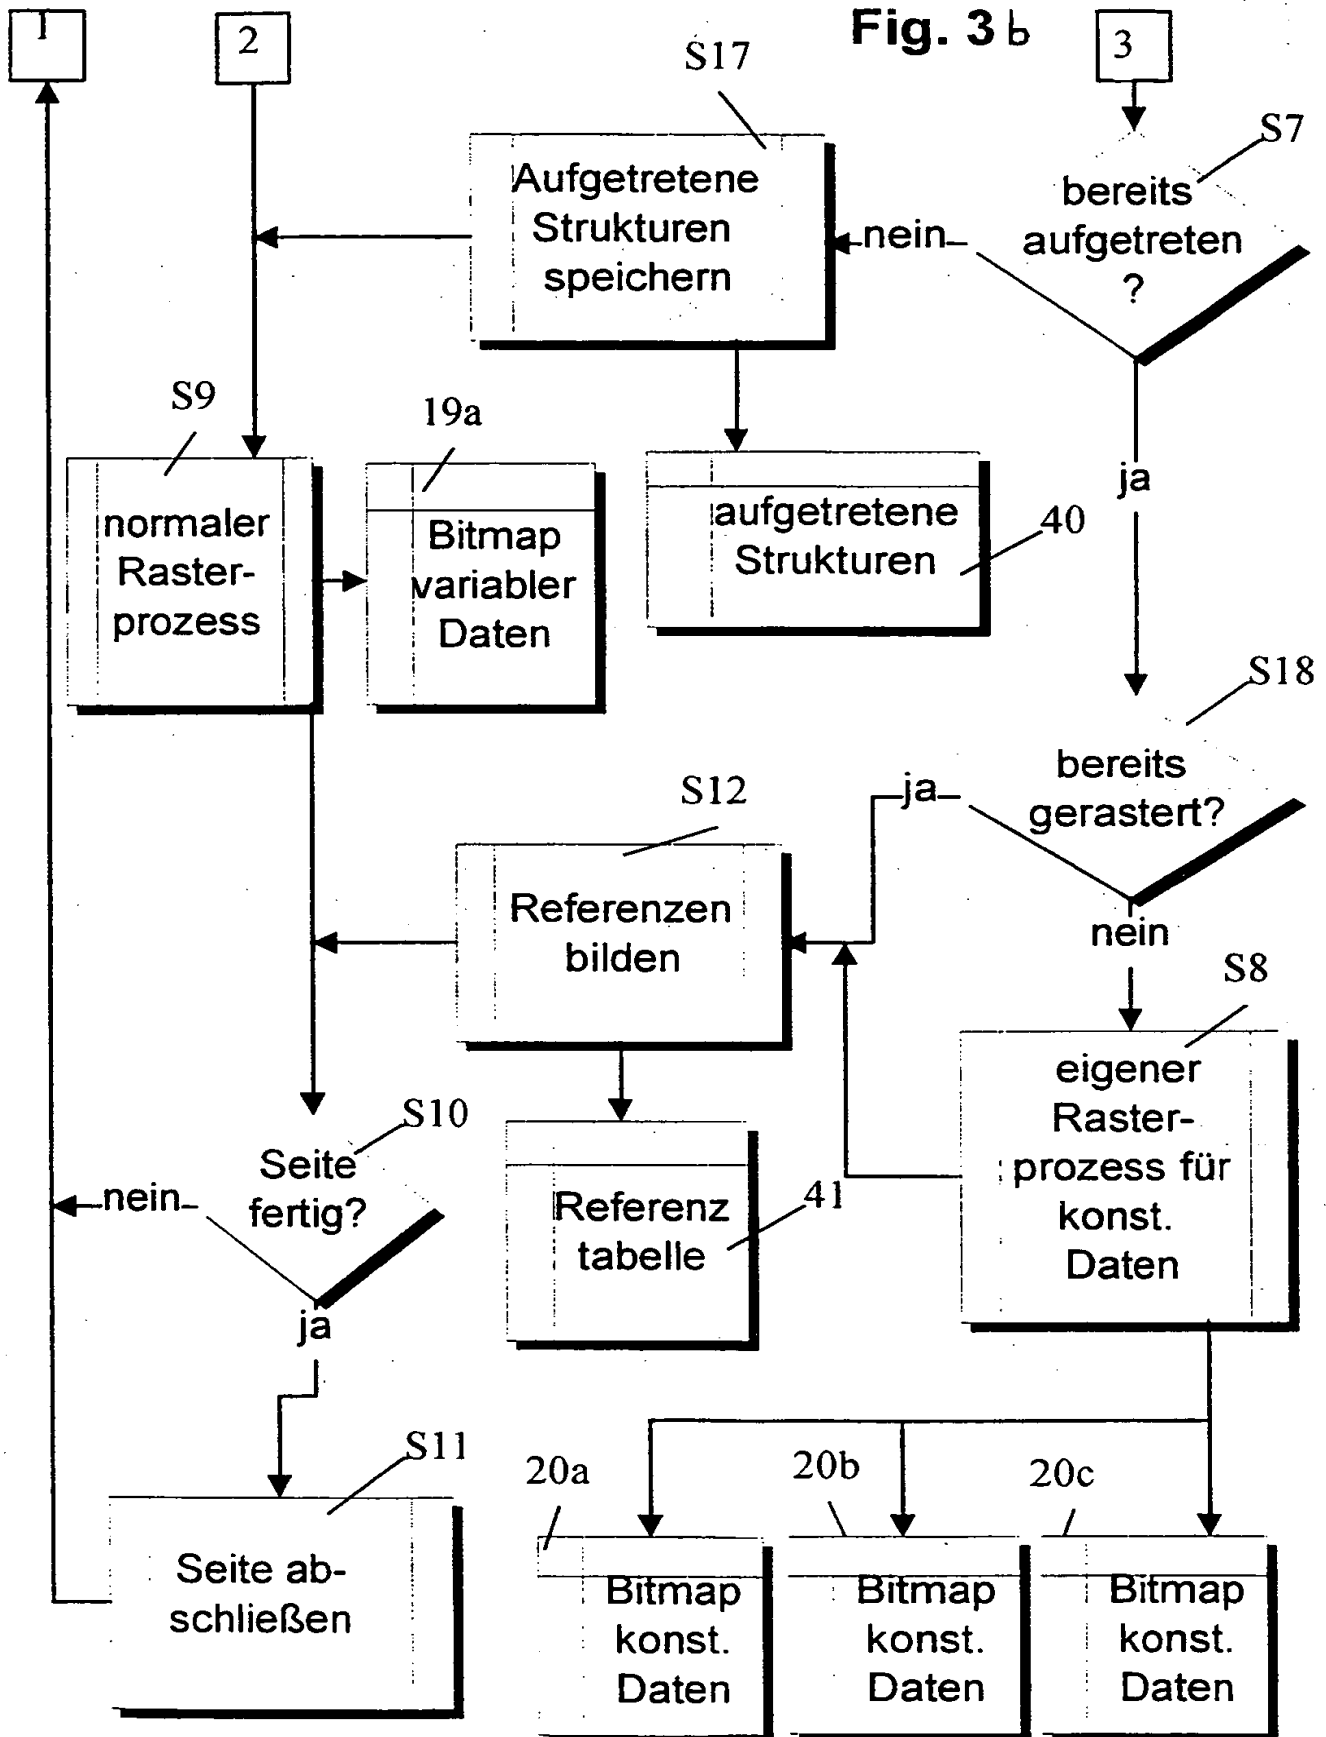 1
2
Fig. 3 b
3
S17
S7
Aufgetretene
Strukturen
speichern
nein
bereits
aufgetreten
?
S9
19a
ja
normaler
Raster-
prozess
Bitmap
variabler
Daten
aufgetretene
Strukturen
40
S18
S12
ja
bereits
gerastert?
Referenzen
bilden
nein
S8
S10
eigener
Raster-
prozess für
konst.
Daten
Seite
fertig?
nein
Referenz
tabelle
41
ja
S11
20a
20b
20c
Seite ab-
schließen
Bitmap
konst.
Daten
Bitmap
konst.
Daten
Bitmap
konst.
Daten